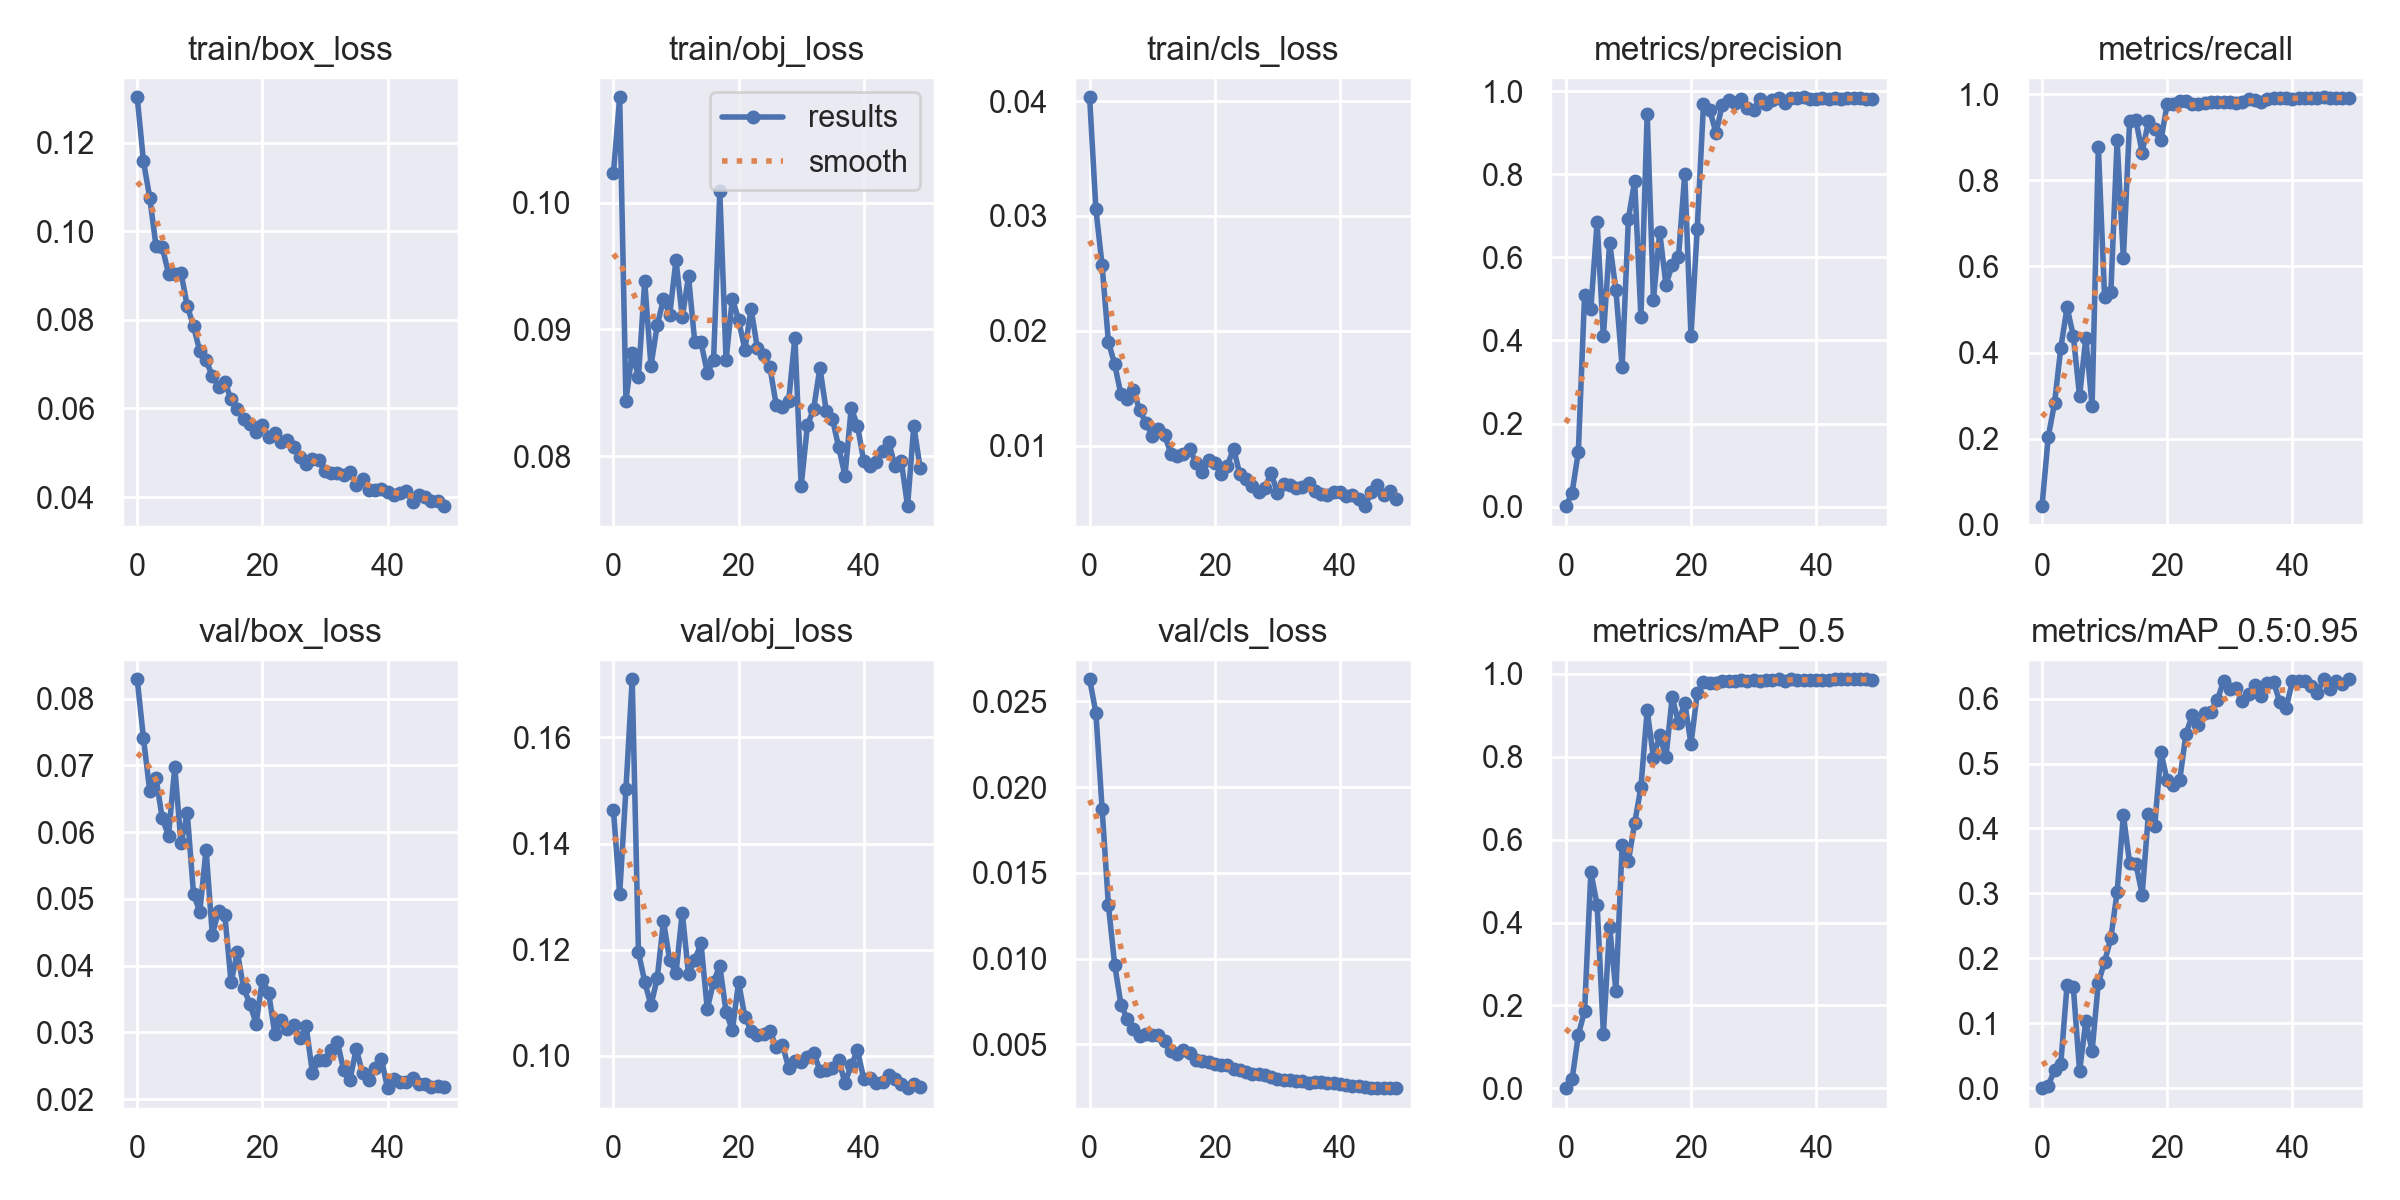 train/box_loss
0.12
0.10
0.08
0.06
0.04
0 20 40
train/obj_loss
results
smooth
0.10
0.09
0.08
0 20 40
train/cls_loss
0.04
0.03
0.02
0.01
0 20 40
metrics/precision
1.0
0.8
0.6
0.4
0.2
0.0
0 20 40
metrics/recall
1.0
0.8
0.6
0.4
0.2
0.0
0 20 40
val/box_loss
0.08
0.07
0.06
0.05
0.04
0.03
0.02
0 20 40
val/obj_loss
0.16
0.14
0.12
0.10
0 20 40
val/cls_loss
0.025
0.020
0.015
0.010
0.005
0 20 40
metrics/mAP_0.5
1.0
0.8
0.6
0.4
0.2
0.0
0 20 40
metrics/mAP_0.5:0.95
0.6
0.5
0.4
0.3
0.2
0.1
0.0
0 20 40